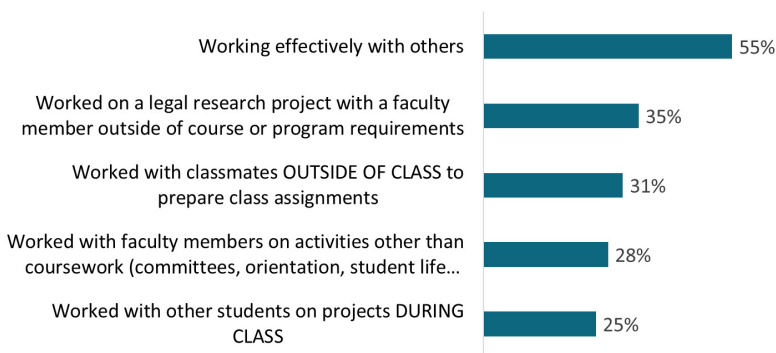 Working effectively with others
55%
Worked on a legal research project with a faculty
member outside of course or program requirements
35%
Worked with classmates OUTSIDE OF CLASS to
prepare class assignments
31%
Worked with faculty members on activities other than
coursework (committees, orientation, student life...
28%
Worked with other students on projects DURING
CLASS
25%